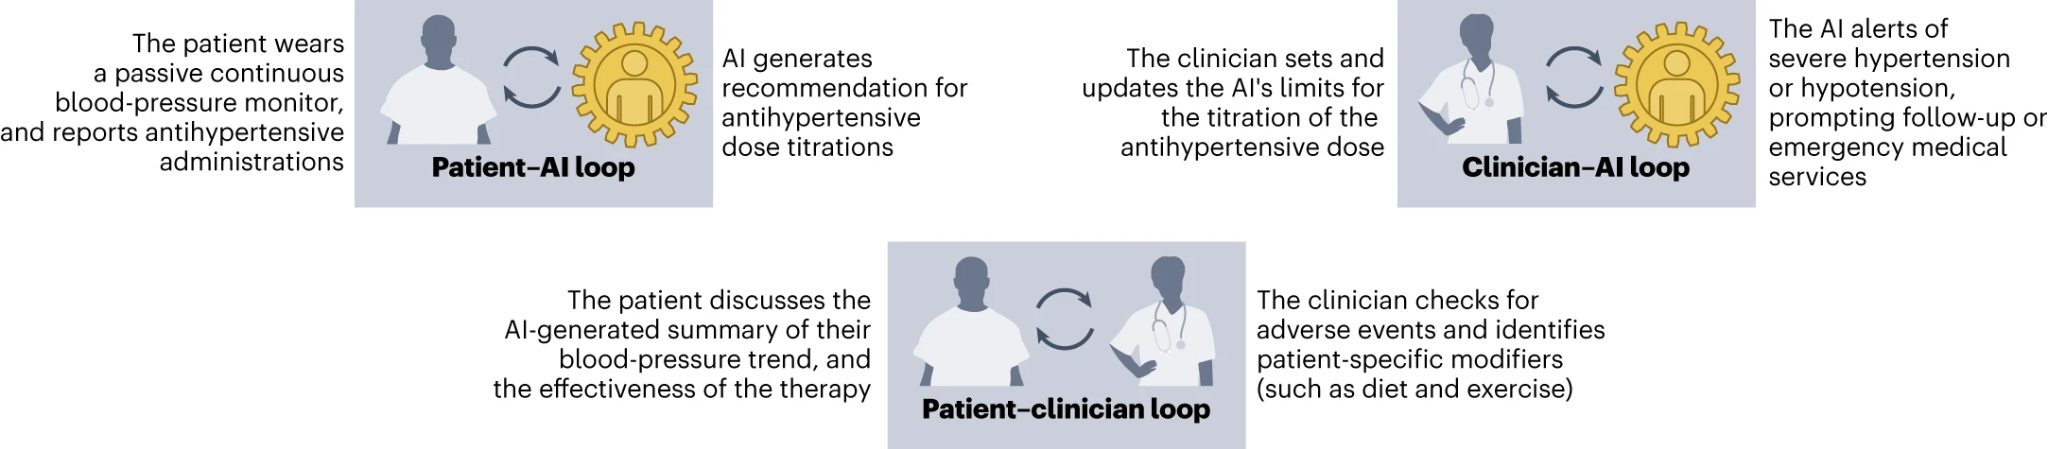 The patient wears
a passive continuous
blood-pressure monitor,
and reports antihypertensive
administrations
Patient–AI loop
AI generates
recommendation for
antihypertensive
dose titrations
The clinician sets and
updates the AI's limits for
the titration of the
antihypertensive dose
Clinician–AI loop
The AI alerts of
severe hypertension
or hypotension,
prompting follow-up or
emergency medical
services
The patient discusses the
AI-generated summary of their
blood-pressure trend, and
the effectiveness of the therapy
Patient–clinician loop
The clinician checks for
adverse events and identifies
patient-specific modifiers
(such as diet and exercise)